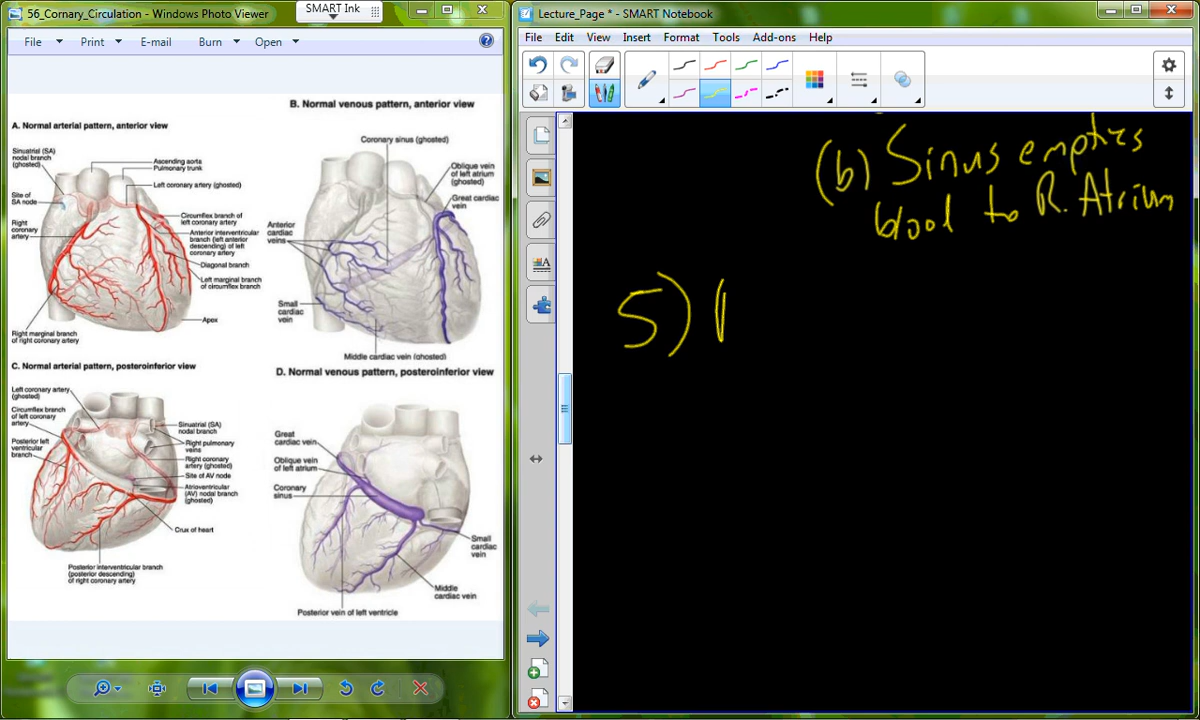 56_Cornary_Circulation - Windows Photo Viewer
SMART Ink
File Print E-mail Burn Open
B. Normal venous pattern, anterior view
A. Normal arterial pattern, anterior view
Sinuatrial (SA)
nodal branch
(ghosted)
Ascending aorta
Pulmonary trunk
Left coronary artery (ghosted)
Site of
SA node
Right
coronary
artery
Circumflex branch of
left coronary artery
Anterior interventricular
branch (left anterior
descending) of left
coronary artery
Diagonal branch
Left marginal branch
of circumflex branch
Apex
Right marginal branch
of right coronary artery
Coronary sinus (ghosted)
Oblique vein
of left atrium
(ghosted)
Great cardiac
vein
Anterior
cardiac
veins
Small
cardiac
vein
Middle cardiac vein (ghosted)
C. Normal arterial pattern, posteroinferior view
D. Normal venous pattern, posteroinferior view
Left coronary artery
(ghosted)
Circumflex branch
of left coronary
artery
Posterior left
ventricular
branch
Sinuatrial (SA)
nodal branch
Right pulmonary
veins
Right coronary
artery (ghosted)
Site of AV node
Atrioventricular
(AV) nodal branch
(ghosted)
Crux of heart
Posterior interventricular branch
(posterior descending)
of right coronary artery
Great
cardiac vein
Oblique vein
of left atrium
Coronary
sinus
Small
cardiac
vein
Middle
cardiac vein
Posterior vein of left ventricle
Lecture_Page * - SMART Notebook
File Edit View Insert Format Tools Add-ons Help
(b) Sinus empties
blood to R. Atrium
5) (